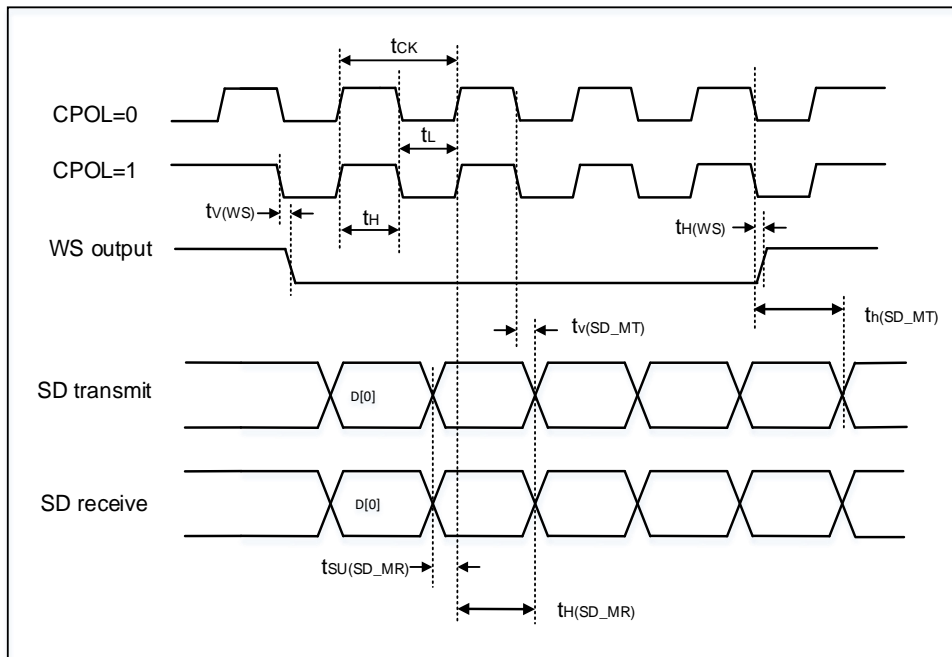 tCK
CPOL=0
tL
CPOL=1
tV(WS)
tH
tH(WS)
WS output
th(SD_MT)
tv(SD_MT)
SD transmit
D[0]
SD receive
D[0]
tSU(SD_MR)
tH(SD_MR)